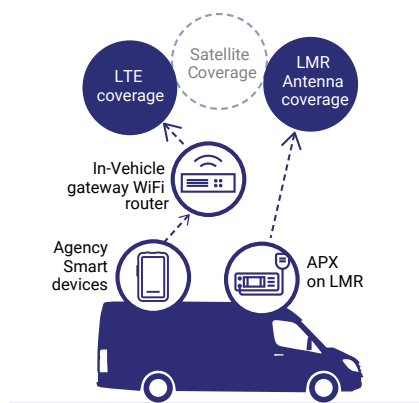 Satellite
Coverage
LTE
coverage
LMR
Antenna
coverage
In-Vehicle
gateway WiFi
router
Agency
Smart
devices
APX
on LMR